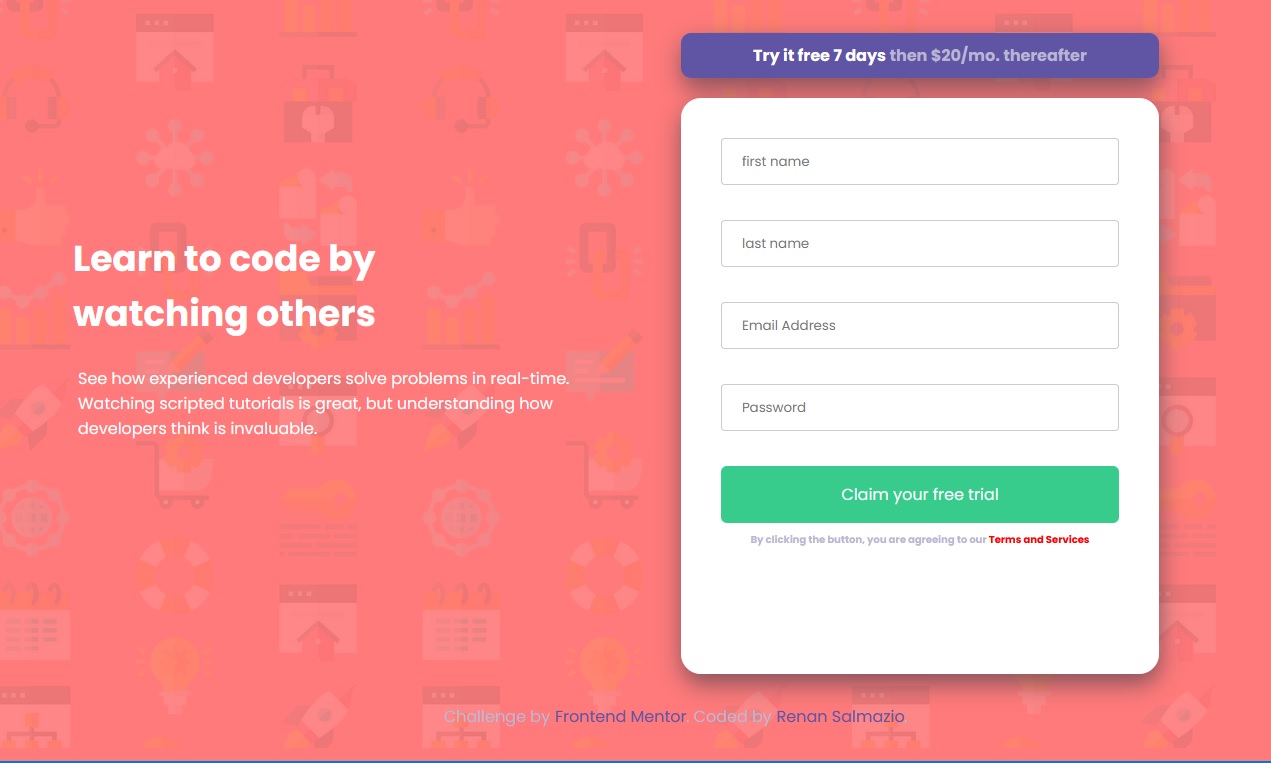 Try it free 7 days then $20/mo. thereafter
Learn to code by
watching others
See how experienced developers solve problems in real-time.
Watching scripted tutorials is great, but understanding how
developers think is invaluable.
first name
last name
Email Address
Password
Claim your free trial
By clicking the button, you are agreeing to our Terms and Services
Challenge by Frontend Mentor. Coded by Renan Salmazio.